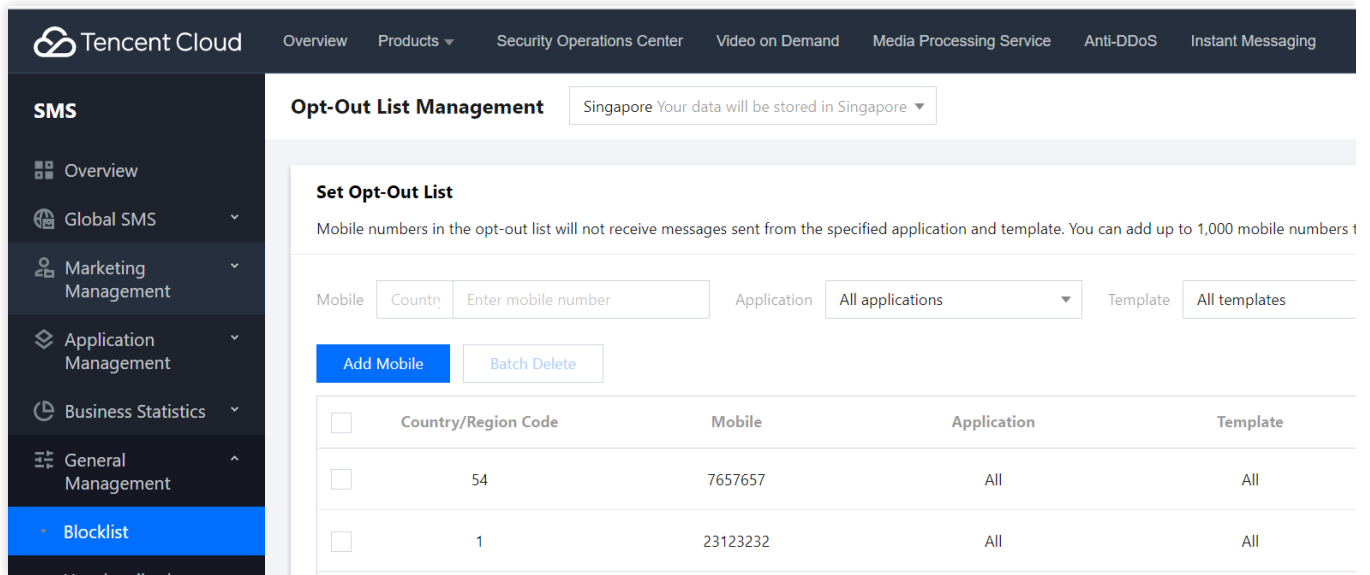 Tencent Cloud
Overview Products Security Operations Center Video on Demand Media Processing Service Anti-DDoS Instant Messaging
SMS
Overview
Global SMS
Marketing
Management
Application
Management
Business Statistics
General
Management
Blocklist
Opt-Out List Management
Singapore Your data will be stored in Singapore
Set Opt-Out List
Mobile numbers in the opt-out list will not receive messages sent from the specified application and template. You can add up to 1,000 mobile numbers
Mobile Country Enter mobile number Application All applications Template All templates
Add Mobile Batch Delete
Country/Region Code Mobile Application Template
54 7657657 All All
1 23123232 All All